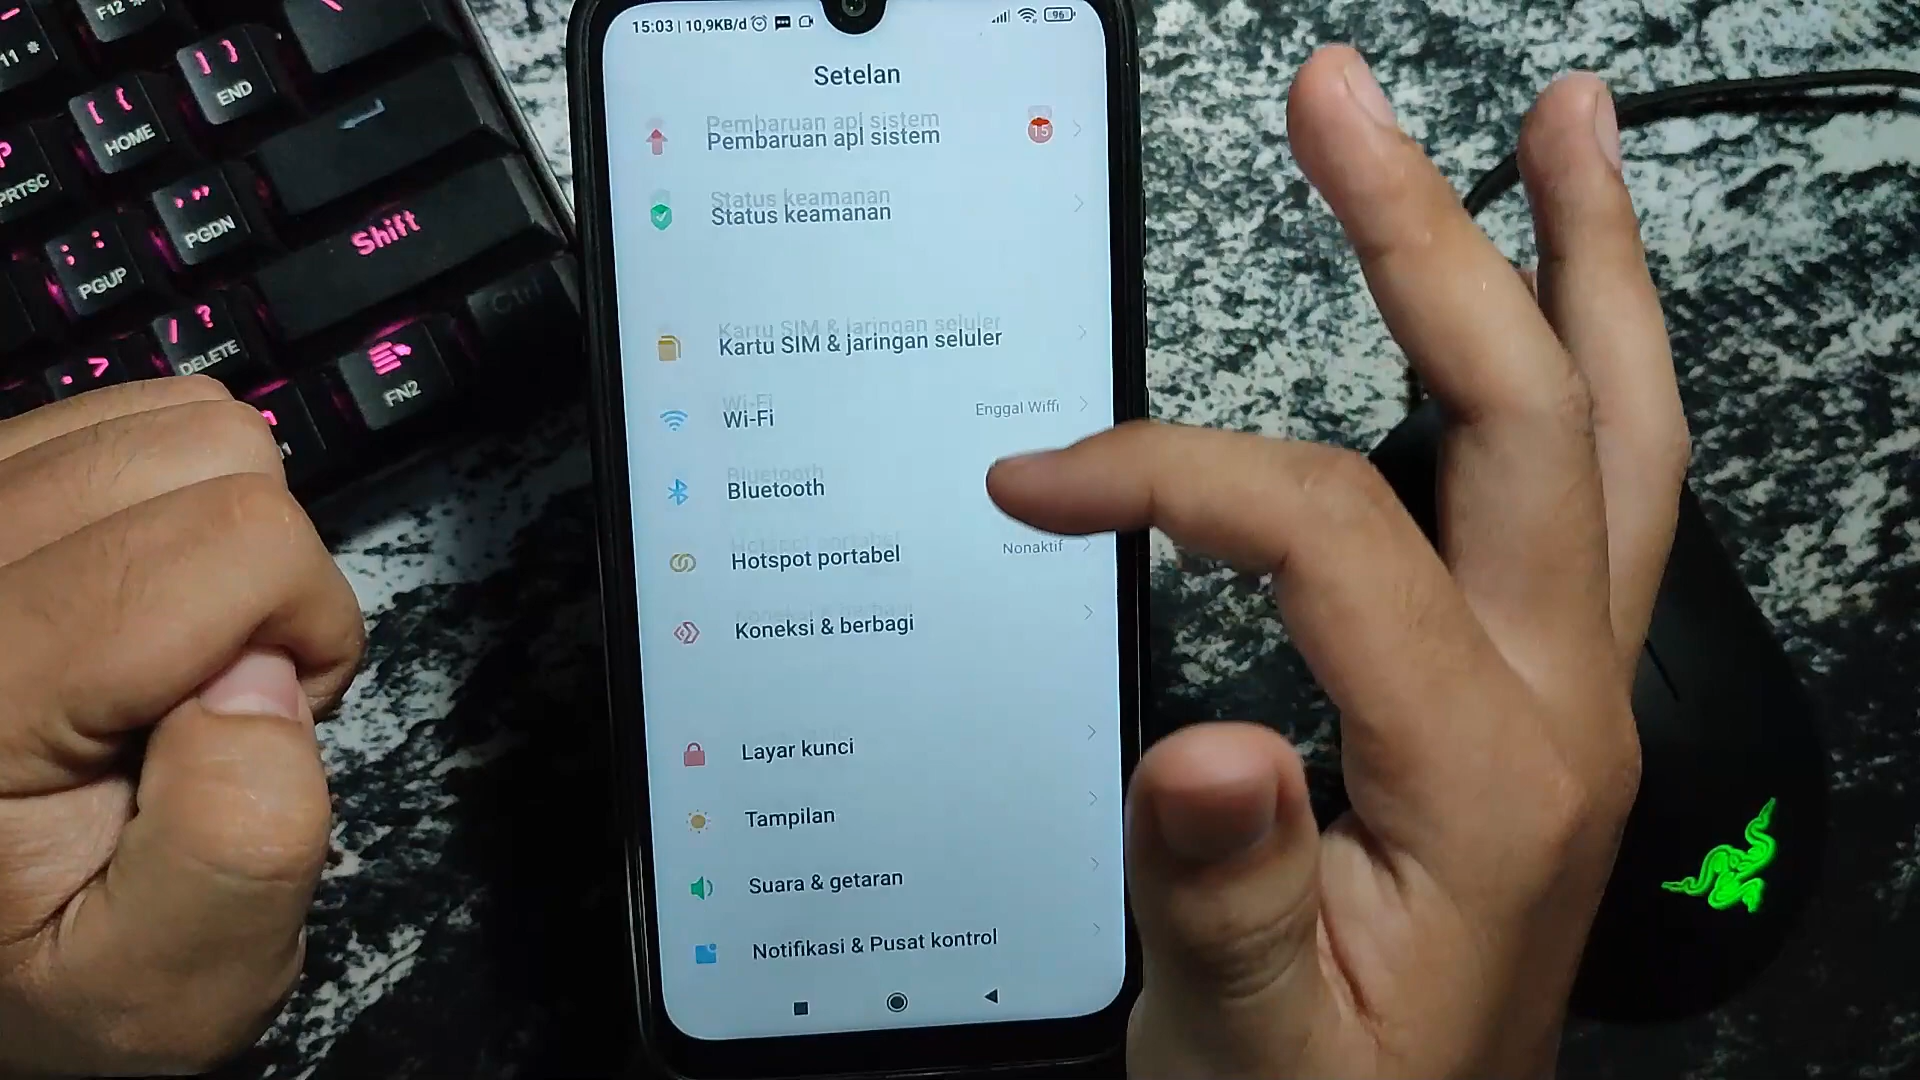 F12
11 *
} }
END
[ {
HOME
PRTSC
" "
PGDN
Shift
; :
PGUP
Ctrl
/ ?
DELETE
. >
FN2
15:03 | 10,9KB/d
96
Setelan
Pembaruan apl sistem
15
Status keamanan
Kartu SIM & jaringan seluler
Wi-Fi
Enggal Wiffi
Bluetooth
Hotspot portabel
Nonaktif
Koneksi & berbagi
Layar kunci
Tampilan
Suara & getaran
Notifikasi & Pusat kontrol